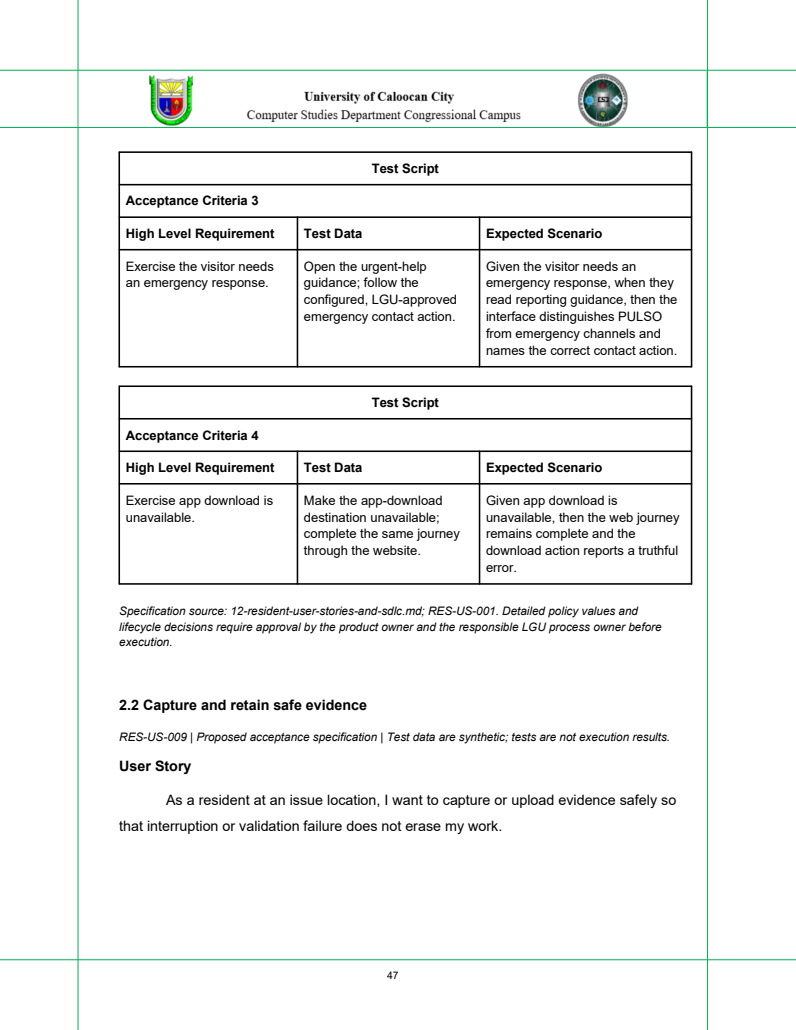 University of Caloocan City
Computer Studies Department Congressional Campus
Test Script
Acceptance Criteria 3
High Level Requirement
Test Data
Expected Scenario
Exercise the visitor needs
an emergency response.
Open the urgent-help
guidance; follow the
configured, LGU-approved
emergency contact action.
Given the visitor needs an
emergency response, when they
read reporting guidance, then the
interface distinguishes PULSO
from emergency channels and
names the correct contact action.
Test Script
Acceptance Criteria 4
High Level Requirement
Test Data
Expected Scenario
Exercise app download is
unavailable.
Make the app-download
destination unavailable;
complete the same journey
through the website.
Given app download is
unavailable, then the web journey
remains complete and the
download action reports a truthful
error.
Specification source: 12-resident-user-stories-and-sdlc.md; RES-US-001. Detailed policy values and
lifecycle decisions require approval by the product owner and the responsible LGU process owner before
execution.
2.2 Capture and retain safe evidence
RES-US-009 | Proposed acceptance specification | Test data are synthetic; tests are not execution results.
User Story
As a resident at an issue location, I want to capture or upload evidence safely so
that interruption or validation failure does not erase my work.
47